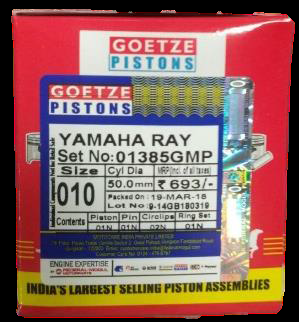 GOETZE
PISTONS
GOETZE
PISTONS
YAMAHA RAY
Set No:01385GMP
Size Cyl Dia MRP(Incl. of all taxes)
010 50.0mm ₹693/-
Packed On : 19-MAR-18
Lot No: 9-14GB180319
Contents Piston Pin Circlips Ring Set
01N 01N 02N 01N
ENGINE EXPERTISE
FEDERAL-MOGUL
INDIA'S LARGEST SELLING PISTON ASSEMBLIES